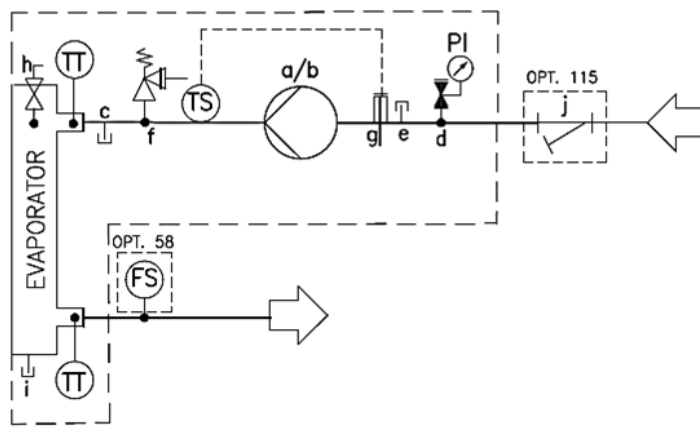 PI
h
TT
a/b
OPT. 115
TS
c
j
f
g
e
d
EVAPORATOR
OPT. 58
FS
i
TT